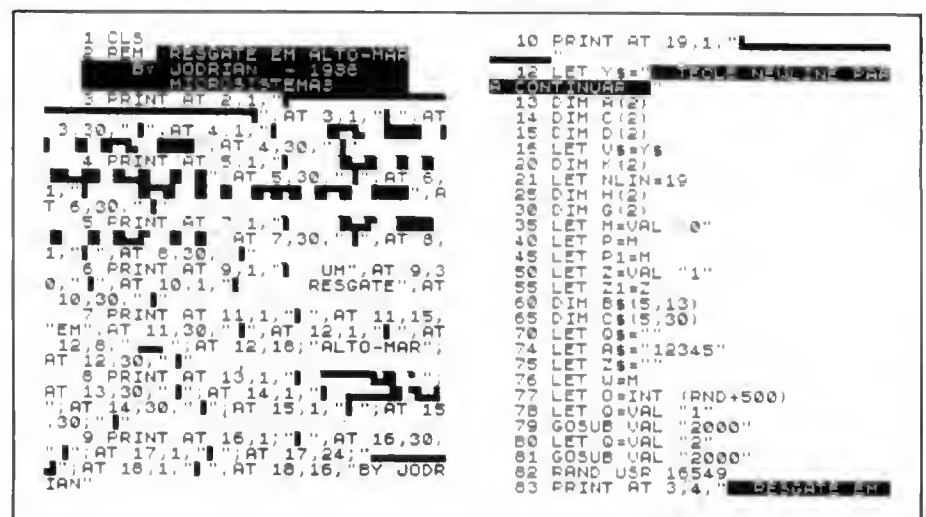 1 CLS
2 REM RESGATE EM ALTO-MAR
BY JODRIAN - 1986
MICROSISTEMAS
3 PRINT AT 2,1,"
",AT 3,1,"",AT
3,30,"",AT 4,1,"
",AT 4,30,"
4 PRINT AT 5,1,"
"AT 5,30,"",AT 6,
1,"",A
T 6,30,"
5 PRINT AT 7,1,"
AT 7,30,"",AT 8,
1,"",AT 8,30,
6 PRINT AT 9,1,"UM",AT 9,3
0,"",AT 10,1,"RESGATE",AT
10,30,"
7 PRINT AT 11,1,"",AT 11,15,
"EM",AT 11,30,"",AT 12,1,"",AT
12,8,"",AT 12,18;"ALTO-MAR",
AT 12,30,"
8 PRINT AT 13,1,"
AT 13,30,"",AT 14,1,"
";AT 14,30,"",AT 15,1,"";AT 15
,30,"
9 PRINT AT 16,1;"",AT 16,30,
"";AT 17,1;"";AT 17,24;"
",AT 18,1,"",AT 18,16,"BY JODR
IAN"
10 PRINT AT 19,1,"
"
12 LET Y$="TECLE NEWLINE PAR
A CONTINUAR "
13 DIM A(2)
14 DIM C(2)
15 DIM D(2)
16 LET V$=Y$
20 DIM K(2)
21 LET NLIN=19
25 DIM H(2)
30 DIM G(2)
35 LET M=VAL "0"
40 LET P=M
45 LET P1=M
50 LET Z=VAL "1"
55 LET Z1=Z
60 DIM B$(5,13)
65 DIM C$(5,30)
70 LET Q$=""
74 LET A$="12345"
75 LET Z$=""
76 LET W=M
77 LET O=INT (RND+500)
78 LET Q=VAL "1"
79 GOSUB VAL "2000"
80 LET Q=VAL "2"
81 GOSUB VAL "2000"
82 RAND USR 16549
83 PRINT AT 3,4,"RESGATE EM